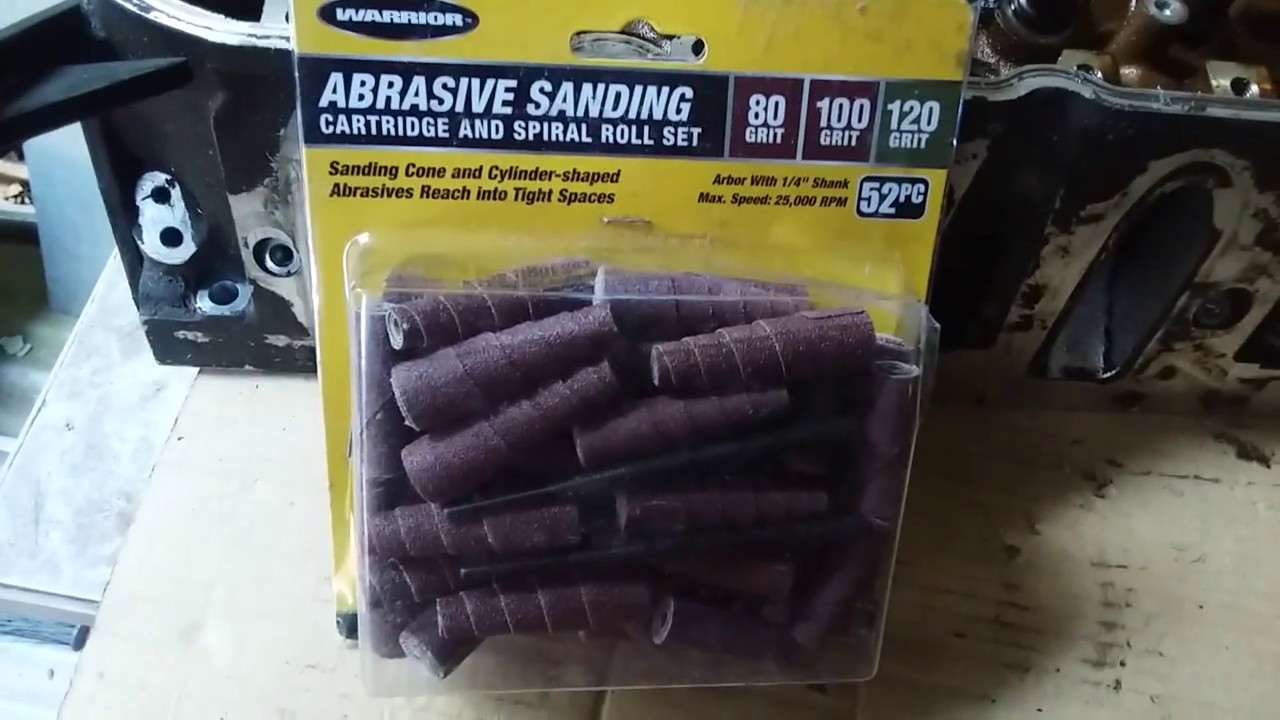 WARRIOR™
ABRASIVE SANDING
CARTRIDGE AND SPIRAL ROLL SET
80 GRIT
100 GRIT
120 GRIT
Sanding Cone and Cylinder-shaped
Abrasives Reach into Tight Spaces
Arbor With 1/4" Shank
Max. Speed: 25,000 RPM
52PC